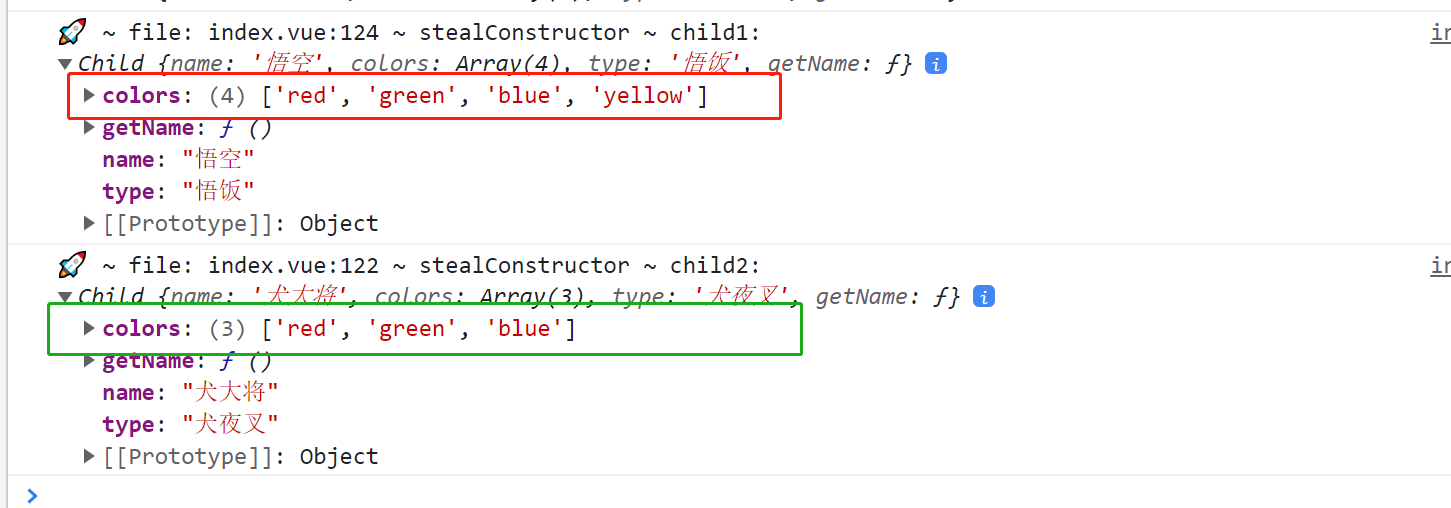 🚀 ~ file: index.vue:124 ~ stealConstructor ~ child1:
▼Child {name: '悟空', colors: Array(4), type: '悟饭', getName: ƒ} i
▶ colors: (4) ['red', 'green', 'blue', 'yellow']
▶ getName: ƒ ()
name: "悟空"
type: "悟饭"
▶ [[Prototype]]: Object
🚀 ~ file: index.vue:122 ~ stealConstructor ~ child2:
▼Child {name: '犬大将', colors: Array(3), type: '犬夜叉', getName: ƒ} i
▶ colors: (3) ['red', 'green', 'blue']
▶ getName: ƒ ()
name: "犬大将"
type: "犬夜叉"
▶ [[Prototype]]: Object
>